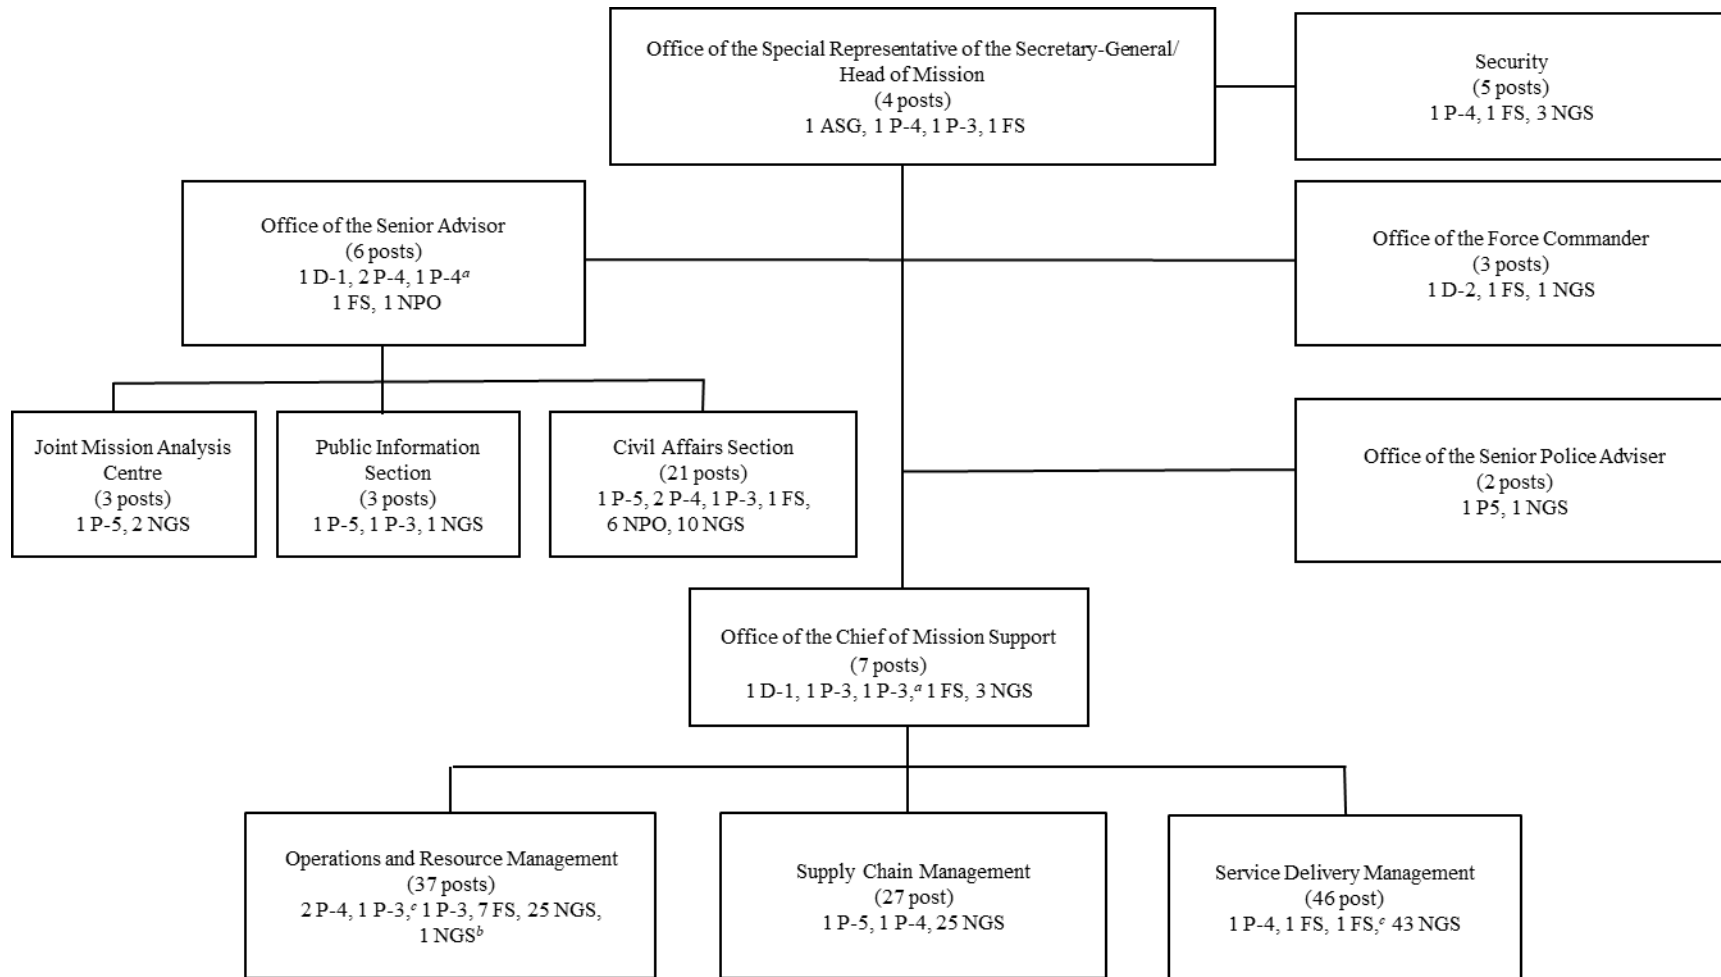 Office of the Special Representative of the Secretary-General/
Head of Mission
(4 posts)
1 ASG, 1 P-4, 1 P-3, 1 FS
Security
(5 posts)
1 P-4, 1 FS, 3 NGS
Office of the Senior Advisor
(6 posts)
1 D-1, 2 P-4, 1 P-4ᵃ
1 FS, 1 NPO
Office of the Force Commander
(3 posts)
1 D-2, 1 FS, 1 NGS
Joint Mission Analysis
Centre
(3 posts)
1 P-5, 2 NGS
Public Information
Section
(3 posts)
1 P-5, 1 P-3, 1 NGS
Civil Affairs Section
(21 posts)
1 P-5, 2 P-4, 1 P-3, 1 FS,
6 NPO, 10 NGS
Office of the Senior Police Adviser
(2 posts)
1 P5, 1 NGS
Office of the Chief of Mission Support
(7 posts)
1 D-1, 1 P-3, 1 P-3,ᵃ 1 FS, 3 NGS
Operations and Resource Management
(37 posts)
2 P-4, 1 P-3,ᶜ 1 P-3, 7 FS, 25 NGS,
1 NGSᵇ
Supply Chain Management
(27 post)
1 P-5, 1 P-4, 25 NGS
Service Delivery Management
(46 post)
1 P-4, 1 FS, 1 FS,ᶜ 43 NGS